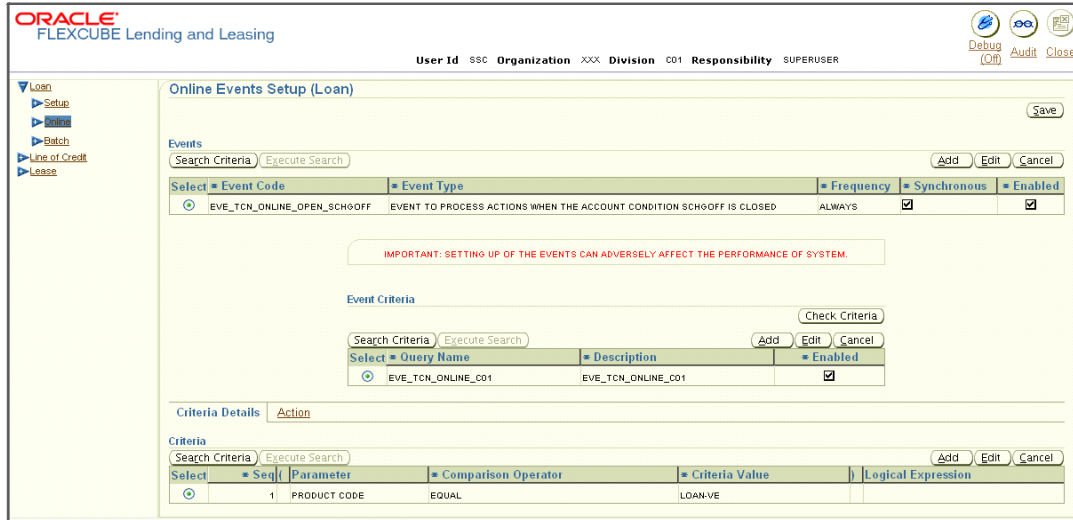 ORACLE
FLEXCUBE Lending and Leasing
Debug (Off) Audit Close
User Id SSC Organization XXX Division C01 Responsibility SUPERUSER
Loan
Setup
Online
Batch
Line of Credit
Lease
Online Events Setup (Loan)
Save
Events
Search Criteria Execute Search Add Edit Cancel
Select * Event Code * Event Type * Frequency * Synchronous * Enabled
EVE_TCN_ONLINE_OPEN_SCHGOFF EVENT TO PROCESS ACTIONS WHEN THE ACCOUNT CONDITION SCHGOFF IS CLOSED ALWAYS
IMPORTANT: SETTING UP OF THE EVENTS CAN ADVERSELY AFFECT THE PERFORMANCE OF SYSTEM.
Event Criteria
Check Criteria
Search Criteria Execute Search Add Edit Cancel
Select * Query Name * Description * Enabled
EVE_TCN_ONLINE_C01 EVE_TCN_ONLINE_C01
Criteria Details Action
Criteria
Search Criteria Execute Search Add Edit Cancel
Select * Seq ( Parameter * Comparison Operator * Criteria Value ) Logical Expression
1 PRODUCT CODE EQUAL LOAN-VE